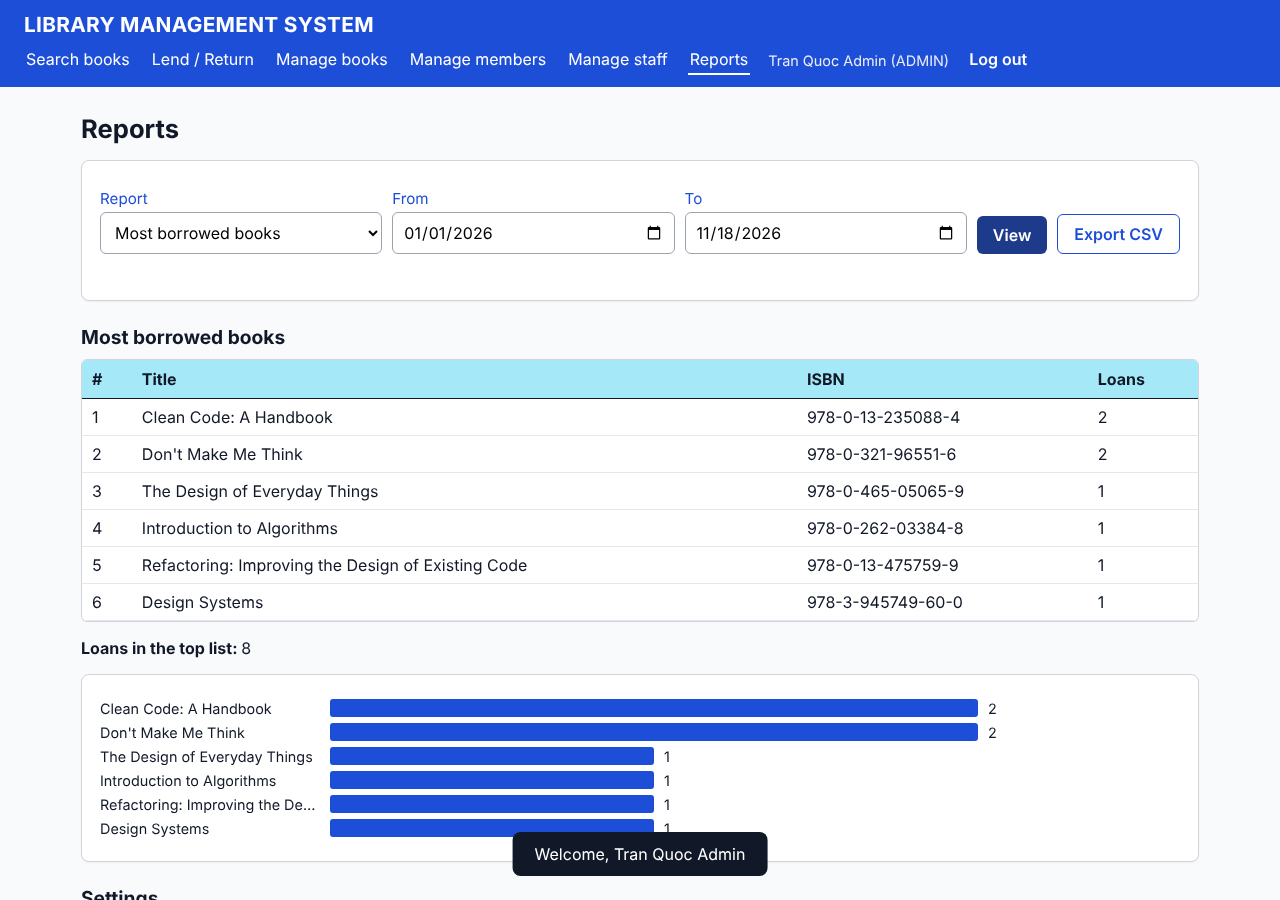 LIBRARY MANAGEMENT SYSTEM
Search books Lend / Return Manage books Manage members Manage staff Reports Tran Quoc Admin (ADMIN) Log out
Reports
Report From To
Most borrowed books 01/01/2026 11/18/2026 View Export CSV
Most borrowed books
# Title ISBN Loans
1 Clean Code: A Handbook 978-0-13-235088-4 2
2 Don't Make Me Think 978-0-321-96551-6 2
3 The Design of Everyday Things 978-0-465-05065-9 1
4 Introduction to Algorithms 978-0-262-03384-8 1
5 Refactoring: Improving the Design of Existing Code 978-0-13-475759-9 1
6 Design Systems 978-3-945749-60-0 1
Loans in the top list: 8
Clean Code: A Handbook 2
Don't Make Me Think 2
The Design of Everyday Things 1
Introduction to Algorithms 1
Refactoring: Improving the De... 1
Design Systems 1
Welcome, Tran Quoc Admin
Settings